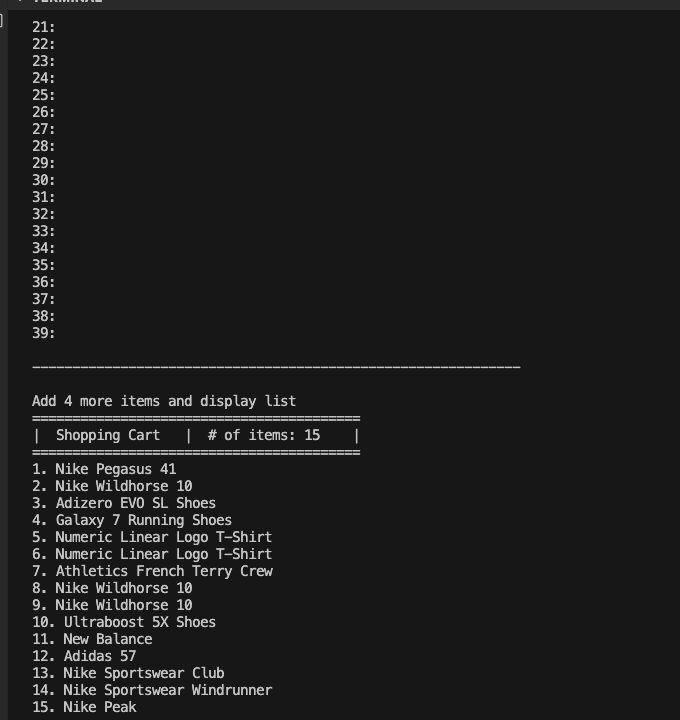 21:
22:
23:
24:
25:
26:
27:
28:
29:
30:
31:
32:
33:
34:
35:
36:
37:
38:
39:
-------------------------------------------------------------
Add 4 more items and display list
=========================================
|  Shopping Cart   |  # of items: 15    |
=========================================
1. Nike Pegasus 41
2. Nike Wildhorse 10
3. Adizero EVO SL Shoes
4. Galaxy 7 Running Shoes
5. Numeric Linear Logo T-Shirt
6. Numeric Linear Logo T-Shirt
7. Athletics French Terry Crew
8. Nike Wildhorse 10
9. Nike Wildhorse 10
10. Ultraboost 5X Shoes
11. New Balance
12. Adidas 57
13. Nike Sportswear Club
14. Nike Sportswear Windrunner
15. Nike Peak